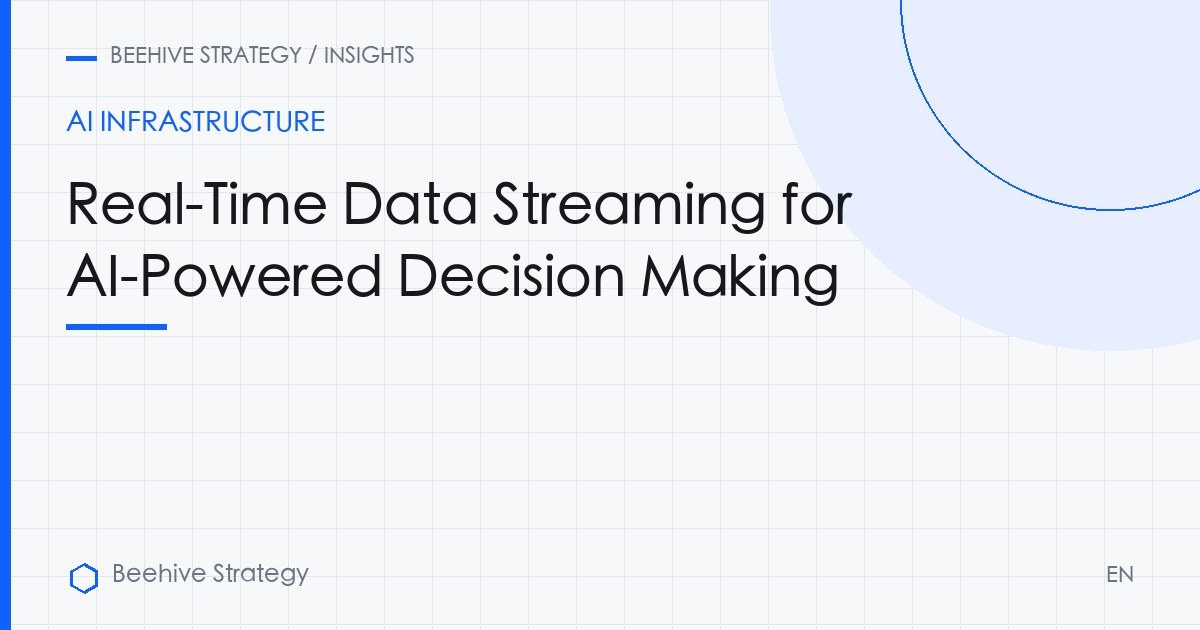 BEEHIVE STRATEGY / INSIGHTS
AI INFRASTRUCTURE
Real-Time Data Streaming for
AI-Powered Decision Making
Beehive Strategy
EN